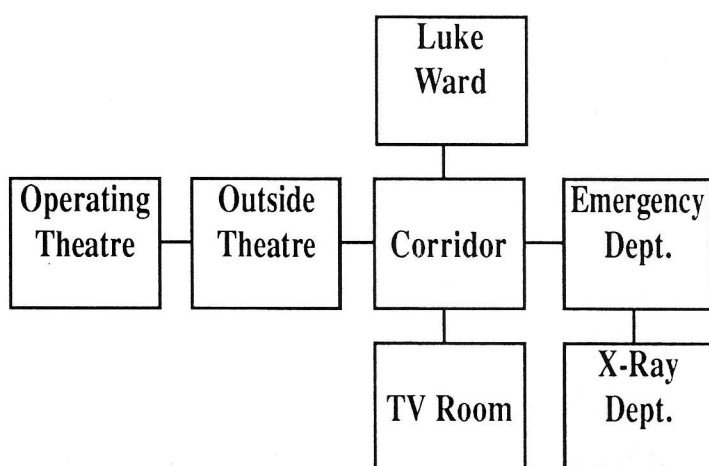 Luke
Ward
Operating
Theatre
Outside
Theatre
Corridor
Emergency
Dept.
TV Room
X-Ray
Dept.